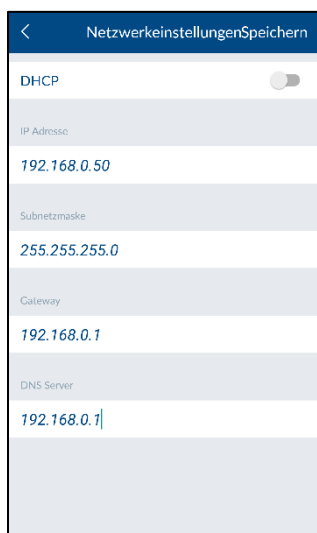 NetzwerkeinstellungenSpeichern
DHCP
IP Adresse
192.168.0.50
Subnetzmaske
255.255.255.0
Gateway
192.168.0.1
DNS Server
192.168.0.1